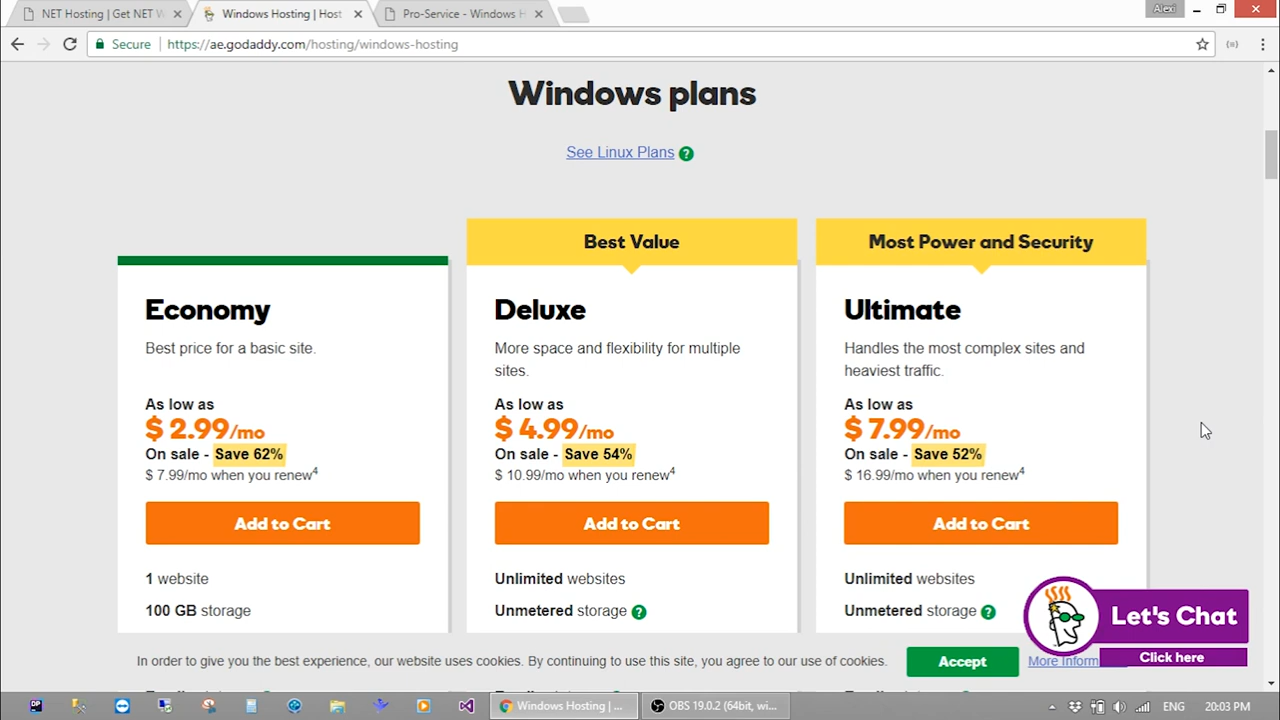 NET Hosting | Get NET W
Windows Hosting | Host
Pro-Service - Windows H
Alexi
Secure
https://ae.godaddy.com/hosting/windows-hosting
Windows plans
See Linux Plans ?
Best Value
Most Power and Security
Economy
Best price for a basic site.
As low as
$ 2.99/mo
On sale - Save 62%
$ 7.99/mo when you renew4
Add to Cart
1 website
100 GB storage
Deluxe
More space and flexibility for multiple
sites.
As low as
$ 4.99/mo
On sale - Save 54%
$ 10.99/mo when you renew4
Add to Cart
Unlimited websites
Unmetered storage ?
Ultimate
Handles the most complex sites and
heaviest traffic.
As low as
$ 7.99/mo
On sale - Save 52%
$ 16.99/mo when you renew4
Add to Cart
Unlimited websites
Unmetered storage ?
Let's Chat
Click here
In order to give you the best experience, our website uses cookies. By continuing to use this site, you agree to our use of cookies.
Accept
More Inform
Windows Hosting | ...
OBS 19.0.2 (64bit, wi...
ENG
20:03 PM